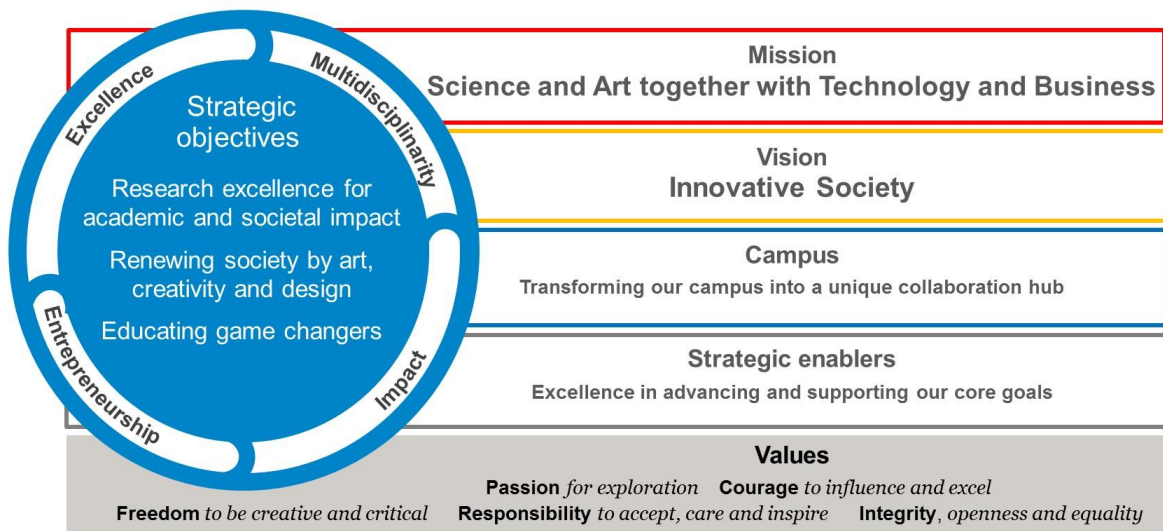 Excellence
Multidisciplinarity
Entrepreneurship
Impact
Strategic
objectives
Research excellence for
academic and societal impact
Renewing society by art,
creativity and design
Educating game changers
Mission
Science and Art together with Technology and Business
Vision
Innovative Society
Campus
Transforming our campus into a unique collaboration hub
Strategic enablers
Excellence in advancing and supporting our core goals
Values
Passion for exploration Courage to influence and excel
Freedom to be creative and critical Responsibility to accept, care and inspire Integrity, openness and equality